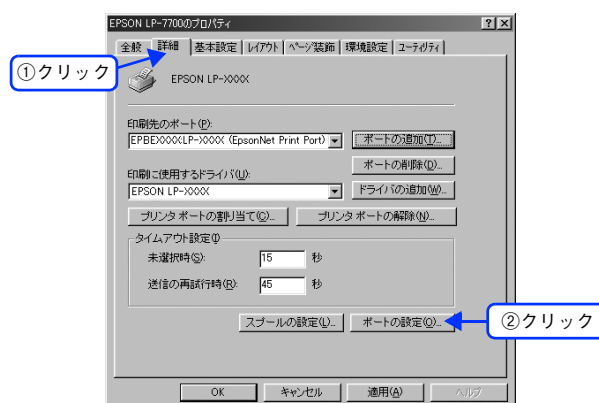 EPSON LP-7700のプロパティ
全般 詳細 基本設定 レイアウト ページ装飾 環境設定 ユーティリティ
①クリック
EPSON LP-XXXX
印刷先のポート(P):
EPBEXXXX:LP-XXXX (EpsonNet Print Port) ポートの追加(T)...
ポートの削除(D)...
印刷に使用するドライバ(U):
EPSON LP-XXXX ドライバの追加(W)...
プリンタ ポートの割り当て(C)... プリンタ ポートの解除(N)...
タイムアウト設定(I)
未選択時(S): 15 秒
送信の再試行時(R): 45 秒
スプールの設定(L)... ポートの設定(O)...
②クリック
OK キャンセル 適用(A) ヘルプ